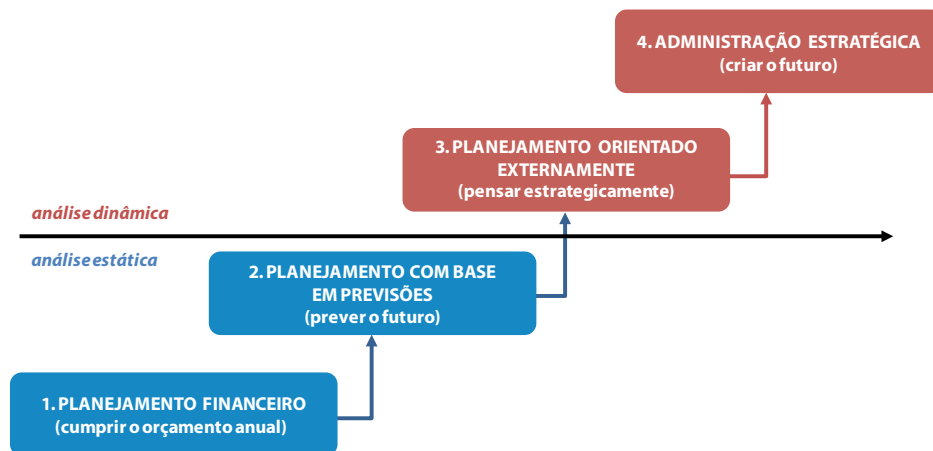 4. ADMINISTRAÇÃO ESTRATÉGICA
(criar o futuro)
3. PLANEJAMENTO ORIENTADO
EXTERNAMENTE
(pensar estrategicamente)
análise dinâmica
análise estática
2. PLANEJAMENTO COM BASE
EM PREVISÕES
(prever o futuro)
1. PLANEJAMENTO FINANCEIRO
(cumprir o orçamento anual)